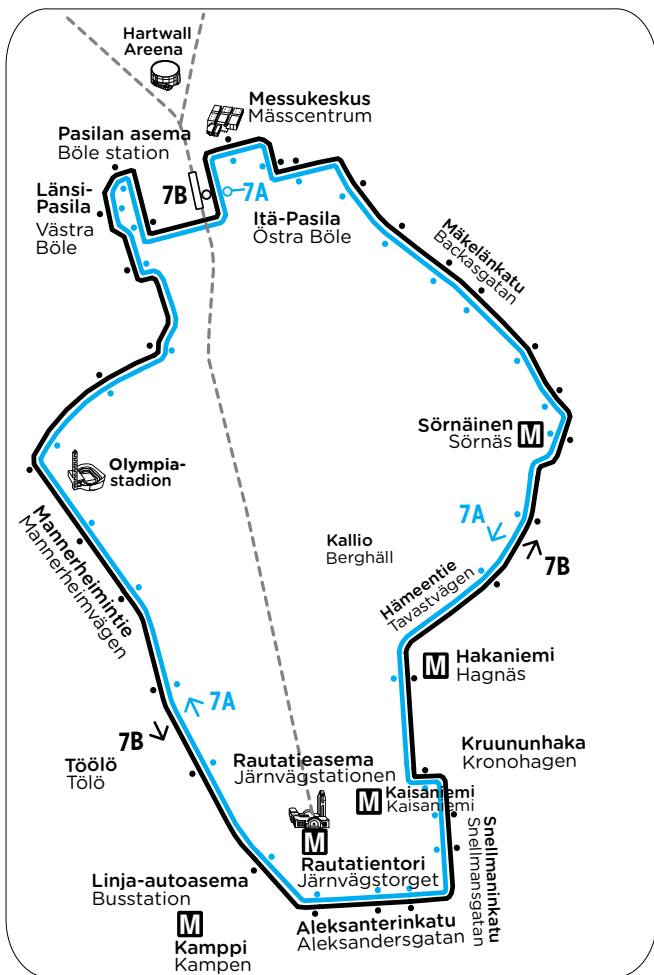 Hartwall
Areena
Messukeskus
Mässcentrum
Pasilan asema
Böle station
Länsi-
Pasila
Västra
Böle
7B
7A
Itä-Pasila
Östra Böle
Mäkelänkatu
Backasgatan
Sörnäinen
Sörnäs
M
Olympia-
stadion
7A
7B
Kallio
Berghäll
Mannerheimintie
Mannerheimvägen
Hämeentie
Tavastvägen
M
Hakaniemi
Hagnäs
7A
7B
Töölö
Tölö
Rautatieasema
Järnvägstationen
Kruununhaka
Kronohagen
M
Kaisaniemi
Kaisaniemi
M
Rautatientori
Järnvägstorget
Snellmaninkatu
Snellmansgatan
Linja-autoasema
Busstation
M
Kamppi
Kampen
Aleksanterinkatu
Aleksandersgatan